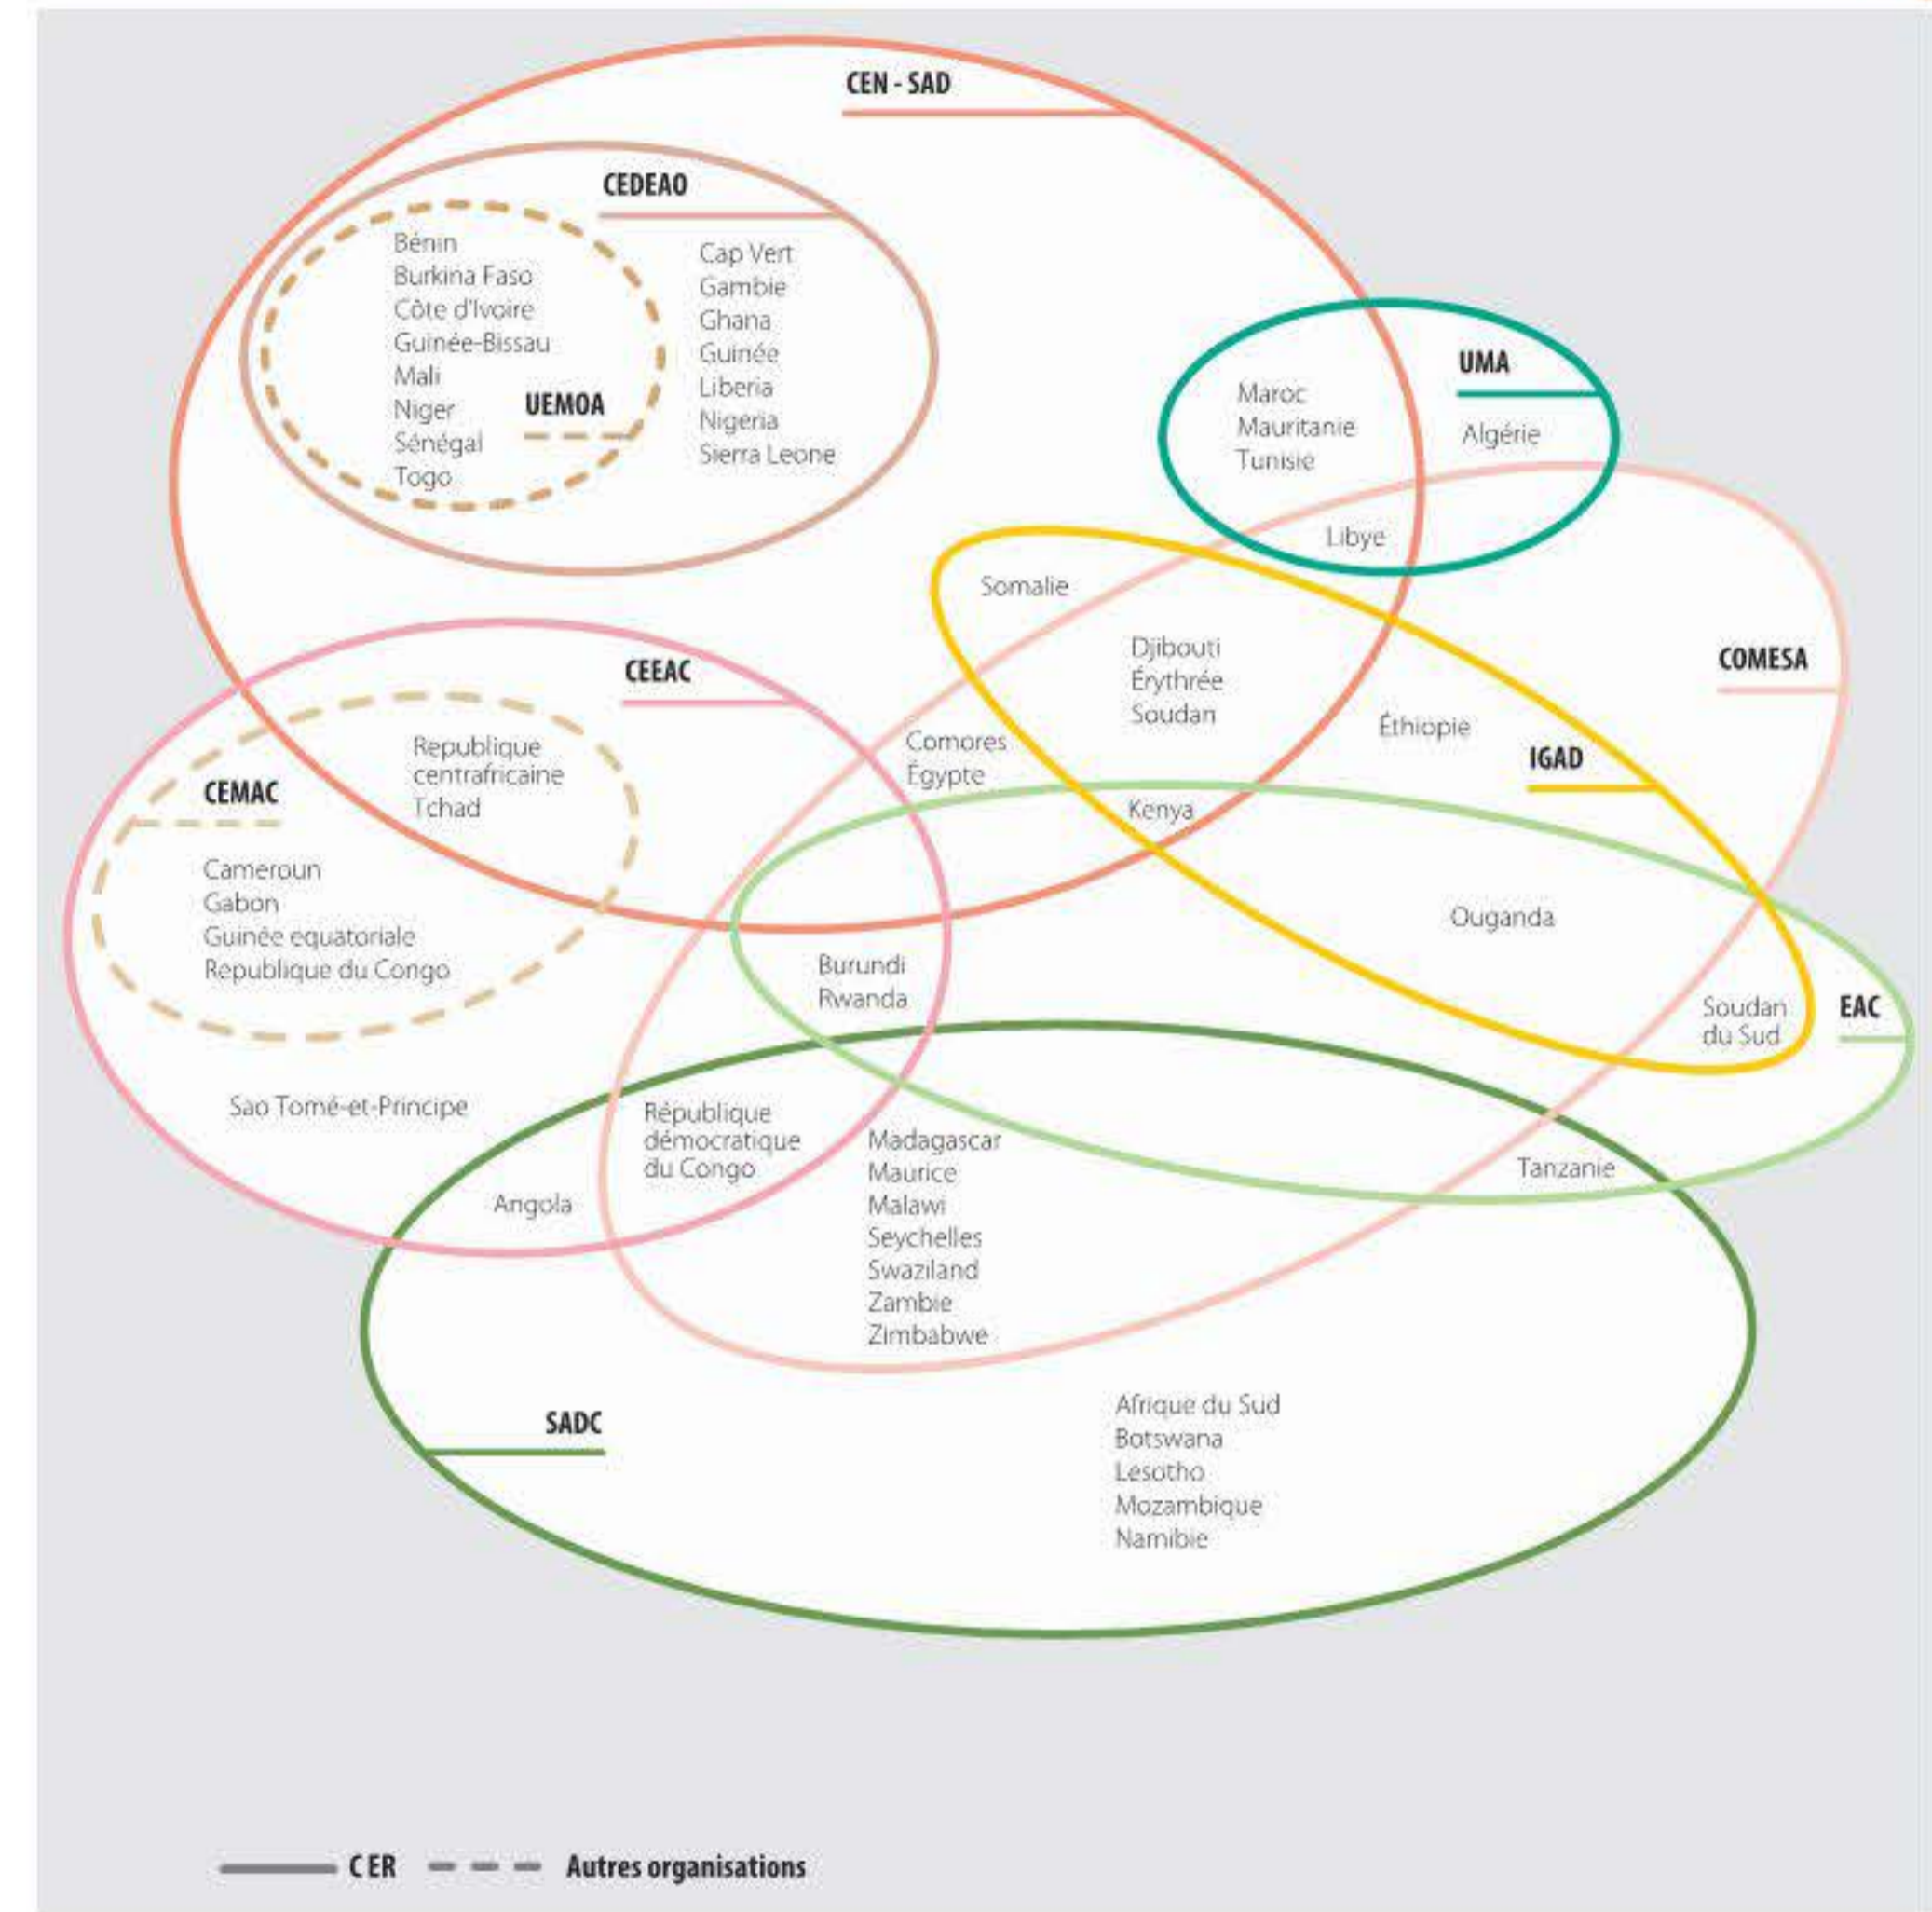 CEN - SAD
CEDEAO
Bénin
Burkina Faso
Côte d'Ivoire
Guinée-Bissau
Mali
Niger
Sénégal
Togo
UEMOA
Cap Vert
Gambie
Ghana
Guinée
Liberia
Nigeria
Sierra Leone
UMA
Maroc
Mauritanie
Tunisie
Algérie
Libye
Somalie
Djibouti
Érythrée
Soudan
COMESA
CEEAC
Comores
Égypte
Éthiopie
IGAD
Republique
centrafricaine
Tchad
CEMAC
Kenya
Cameroun
Gabon
Guinée equatoriale
Republique du Congo
Ouganda
Burundi
Rwanda
Soudan
du Sud
EAC
Sao Tomé-et-Principe
République
démocratique
du Congo
Angola
Madagascar
Maurice
Malawi
Seychelles
Swaziland
Zambie
Zimbabwe
Tanzanie
SADC
Afrique du Sud
Botswana
Lesotho
Mozambique
Namibie
CER
Autres organisations